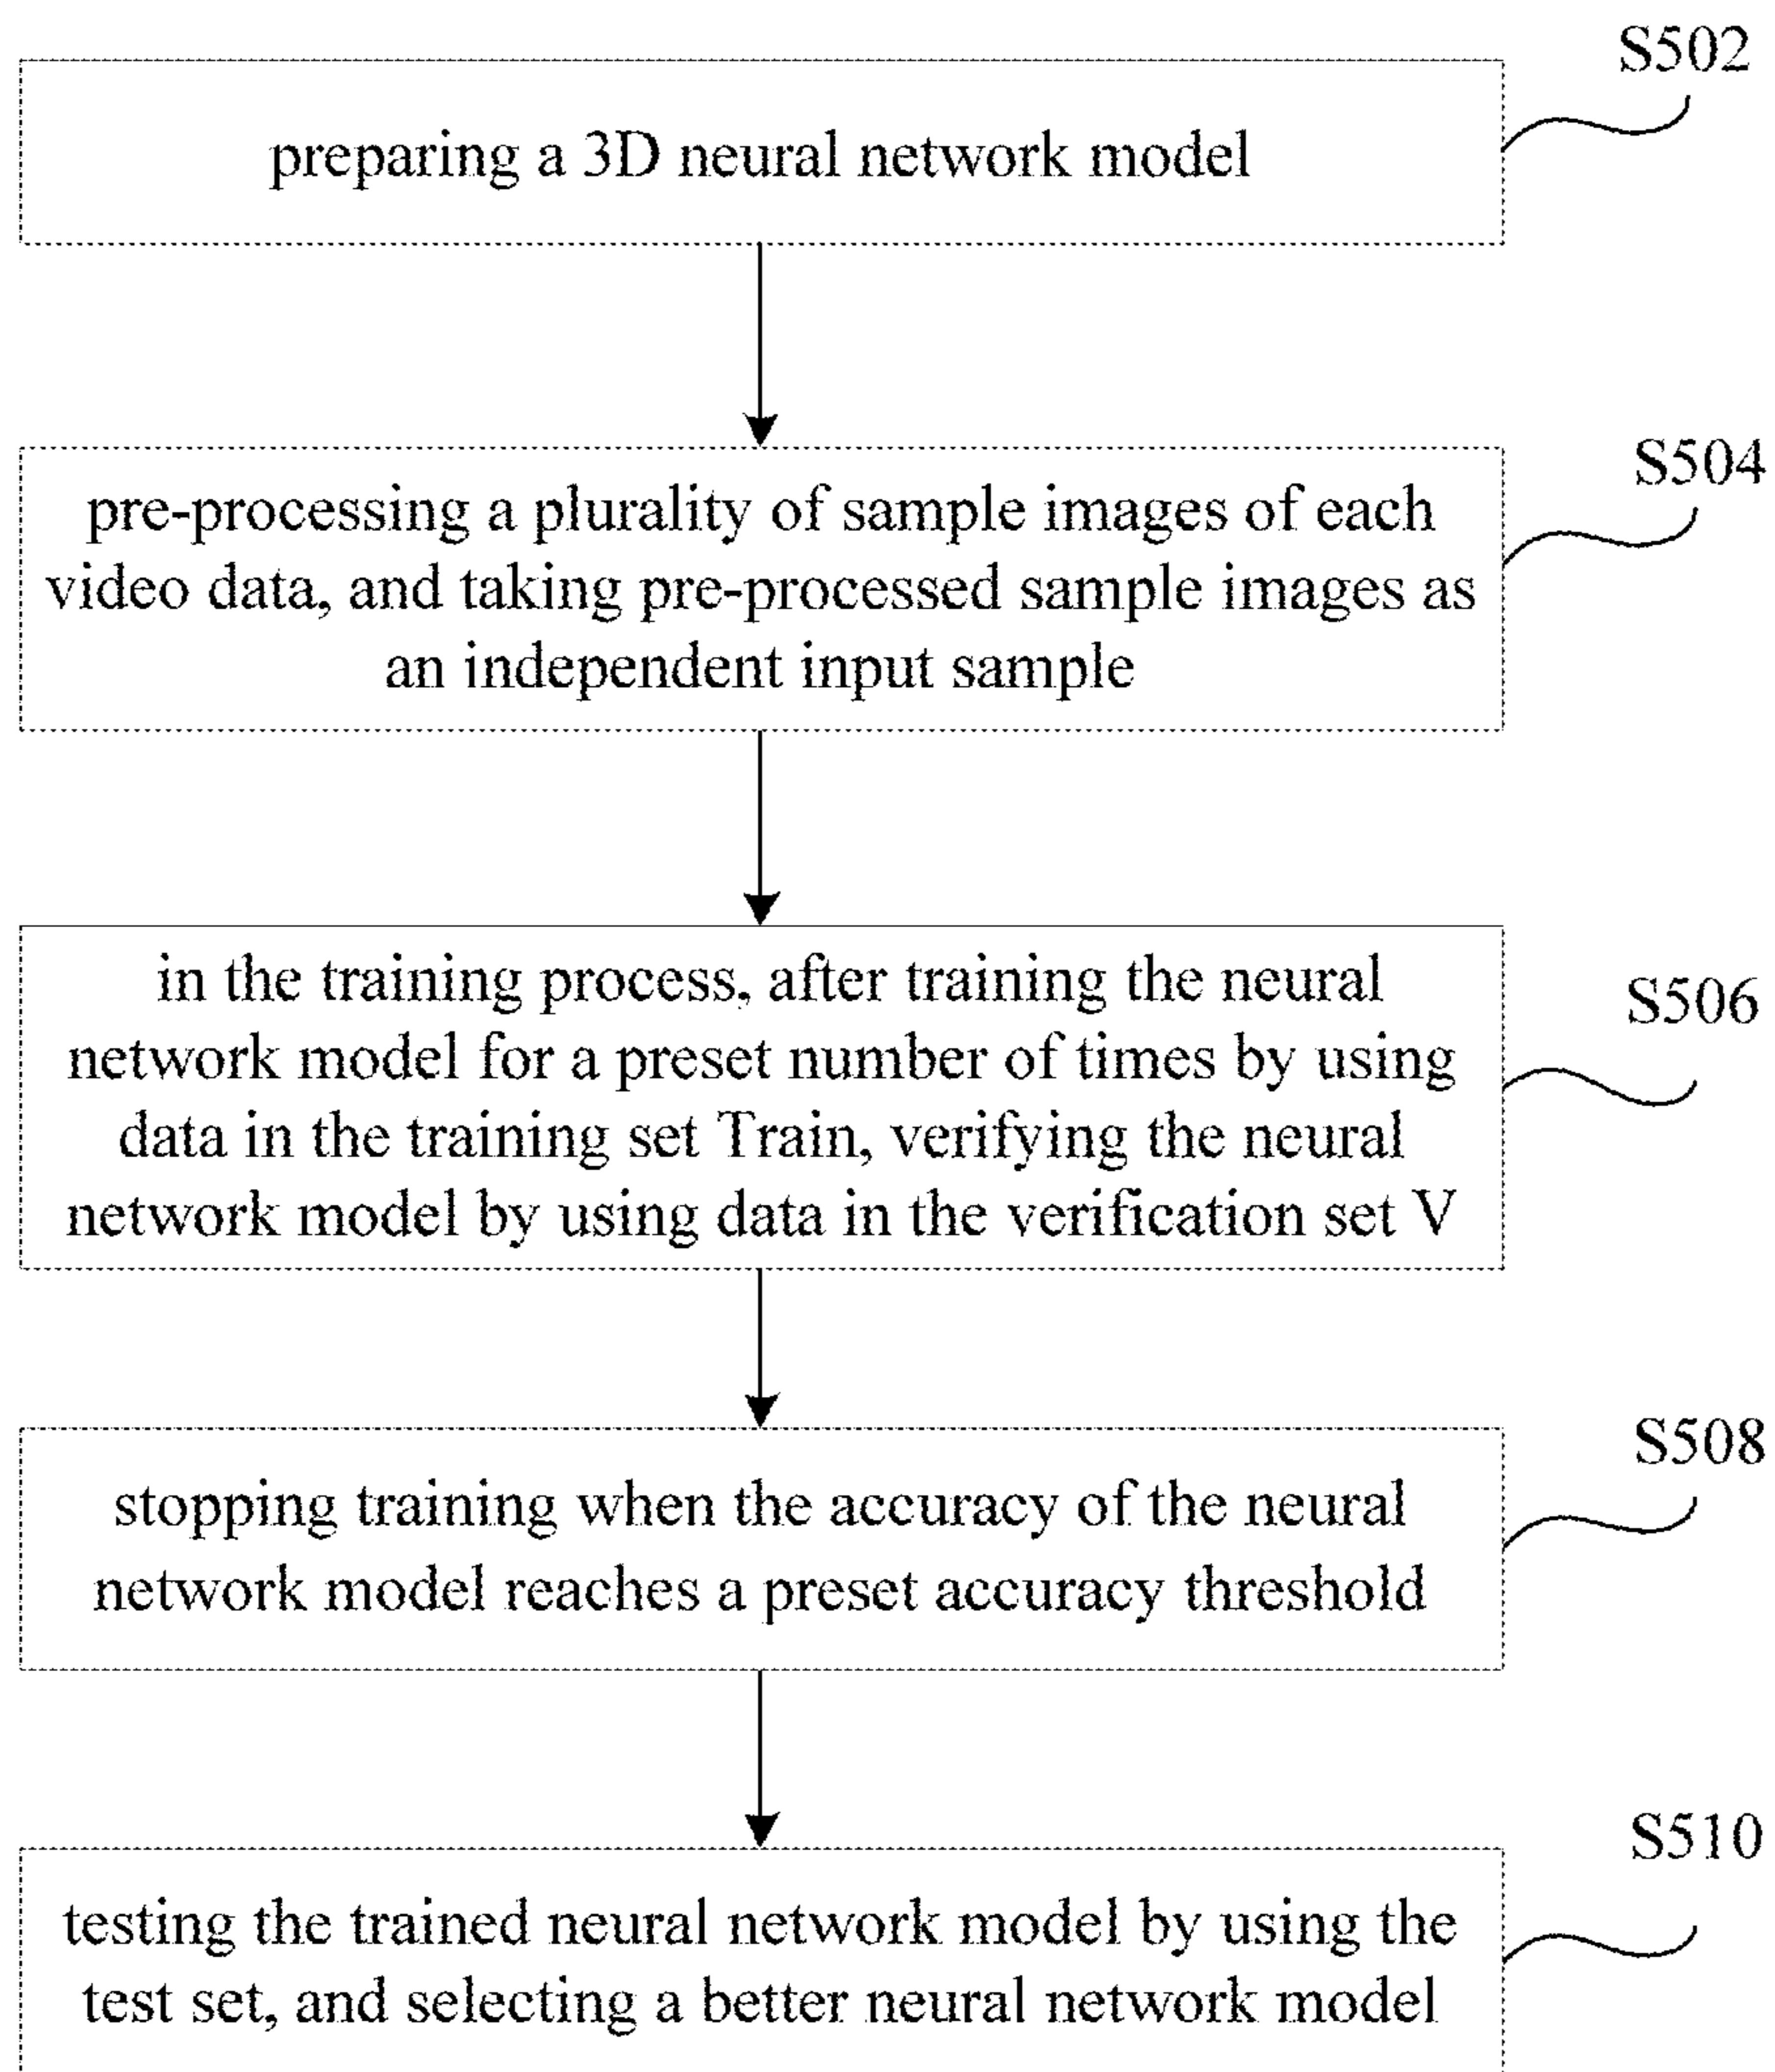 S502
preparing a 3D neural network model
S504
pre-processing a plurality of sample images of each
video data, and taking pre-processed sample images as
an independent input sample
S506
in the training process, after training the neural
network model for a preset number of times by using
data in the training set Train, verifying the neural
network model by using data in the verification set V
S508
stopping training when the accuracy of the neural
network model reaches a preset accuracy threshold
S510
testing the trained neural network model by using the
test set, and selecting a better neural network model